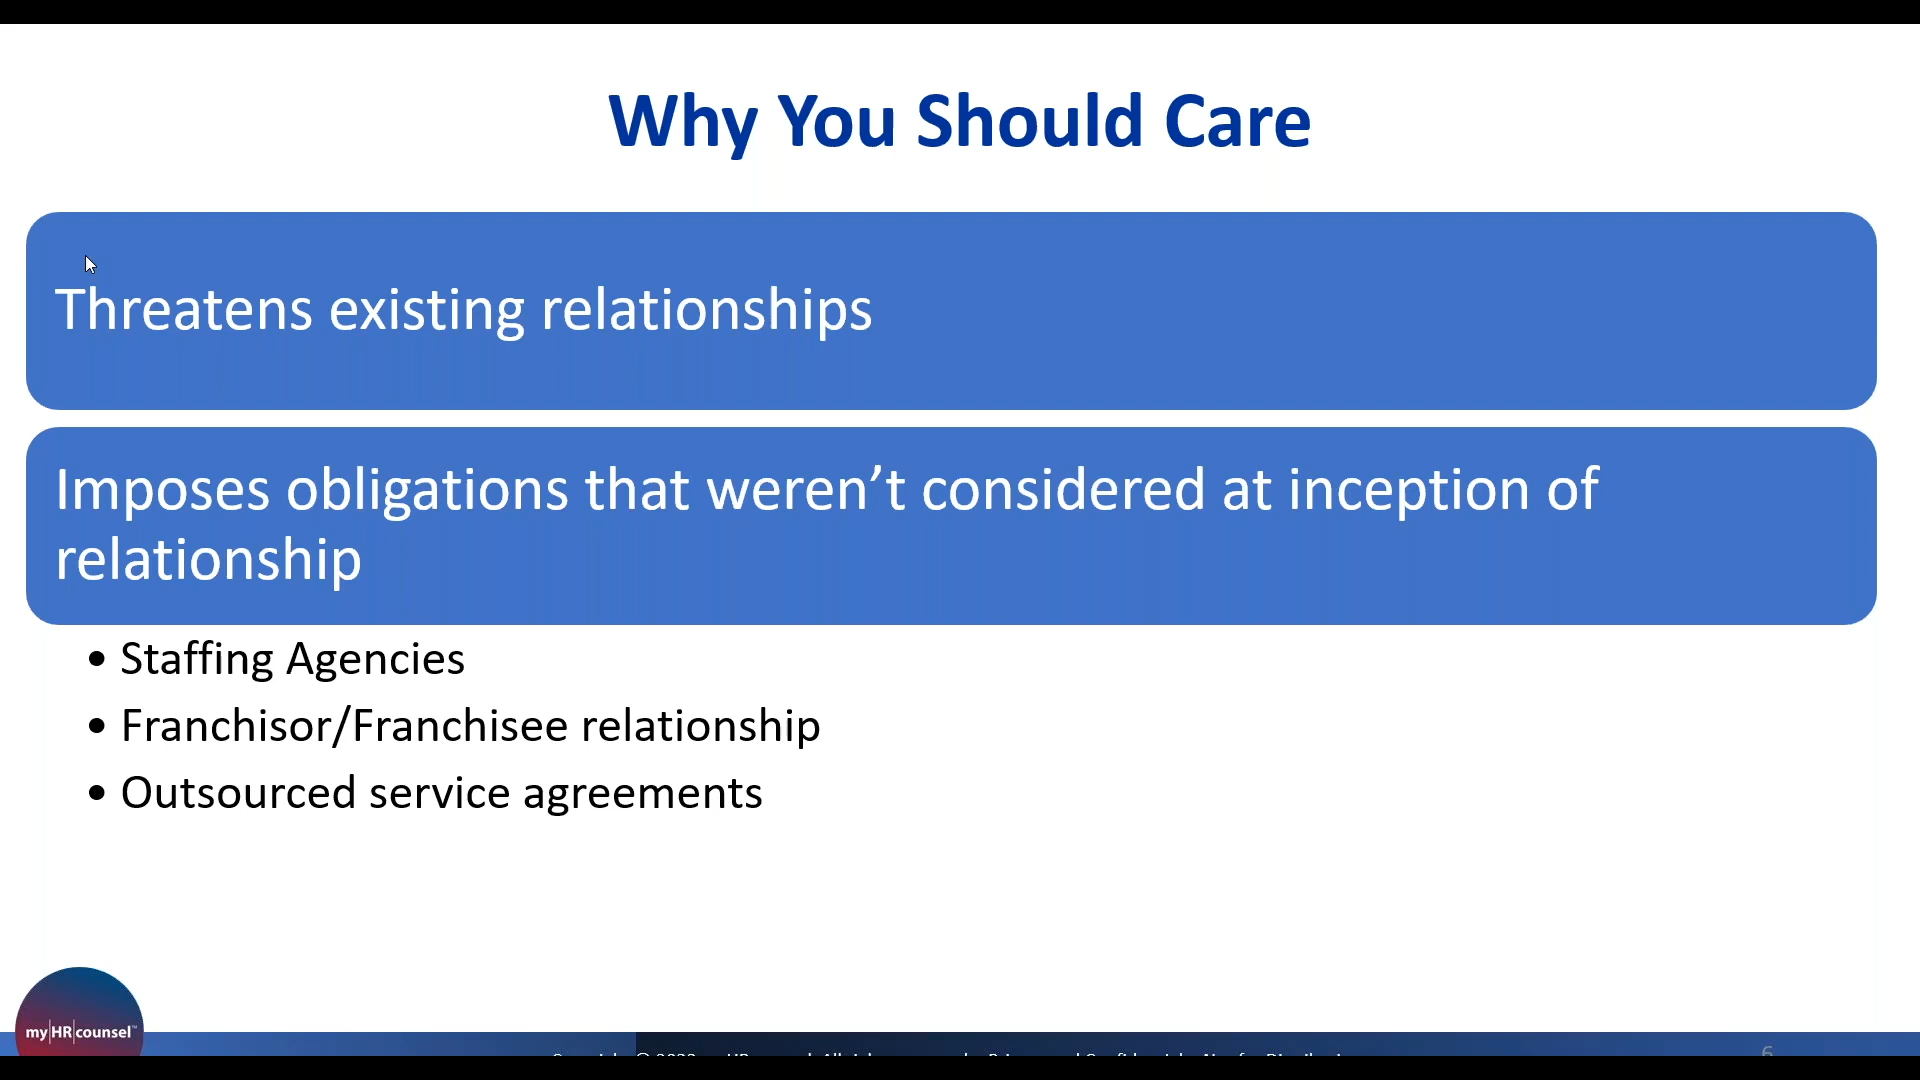 Why You Should Care
Threatens existing relationships
Imposes obligations that weren’t considered at inception of
relationship
• Staffing Agencies
• Franchisor/Franchisee relationship
• Outsourced service agreements
my|HR|counsel™